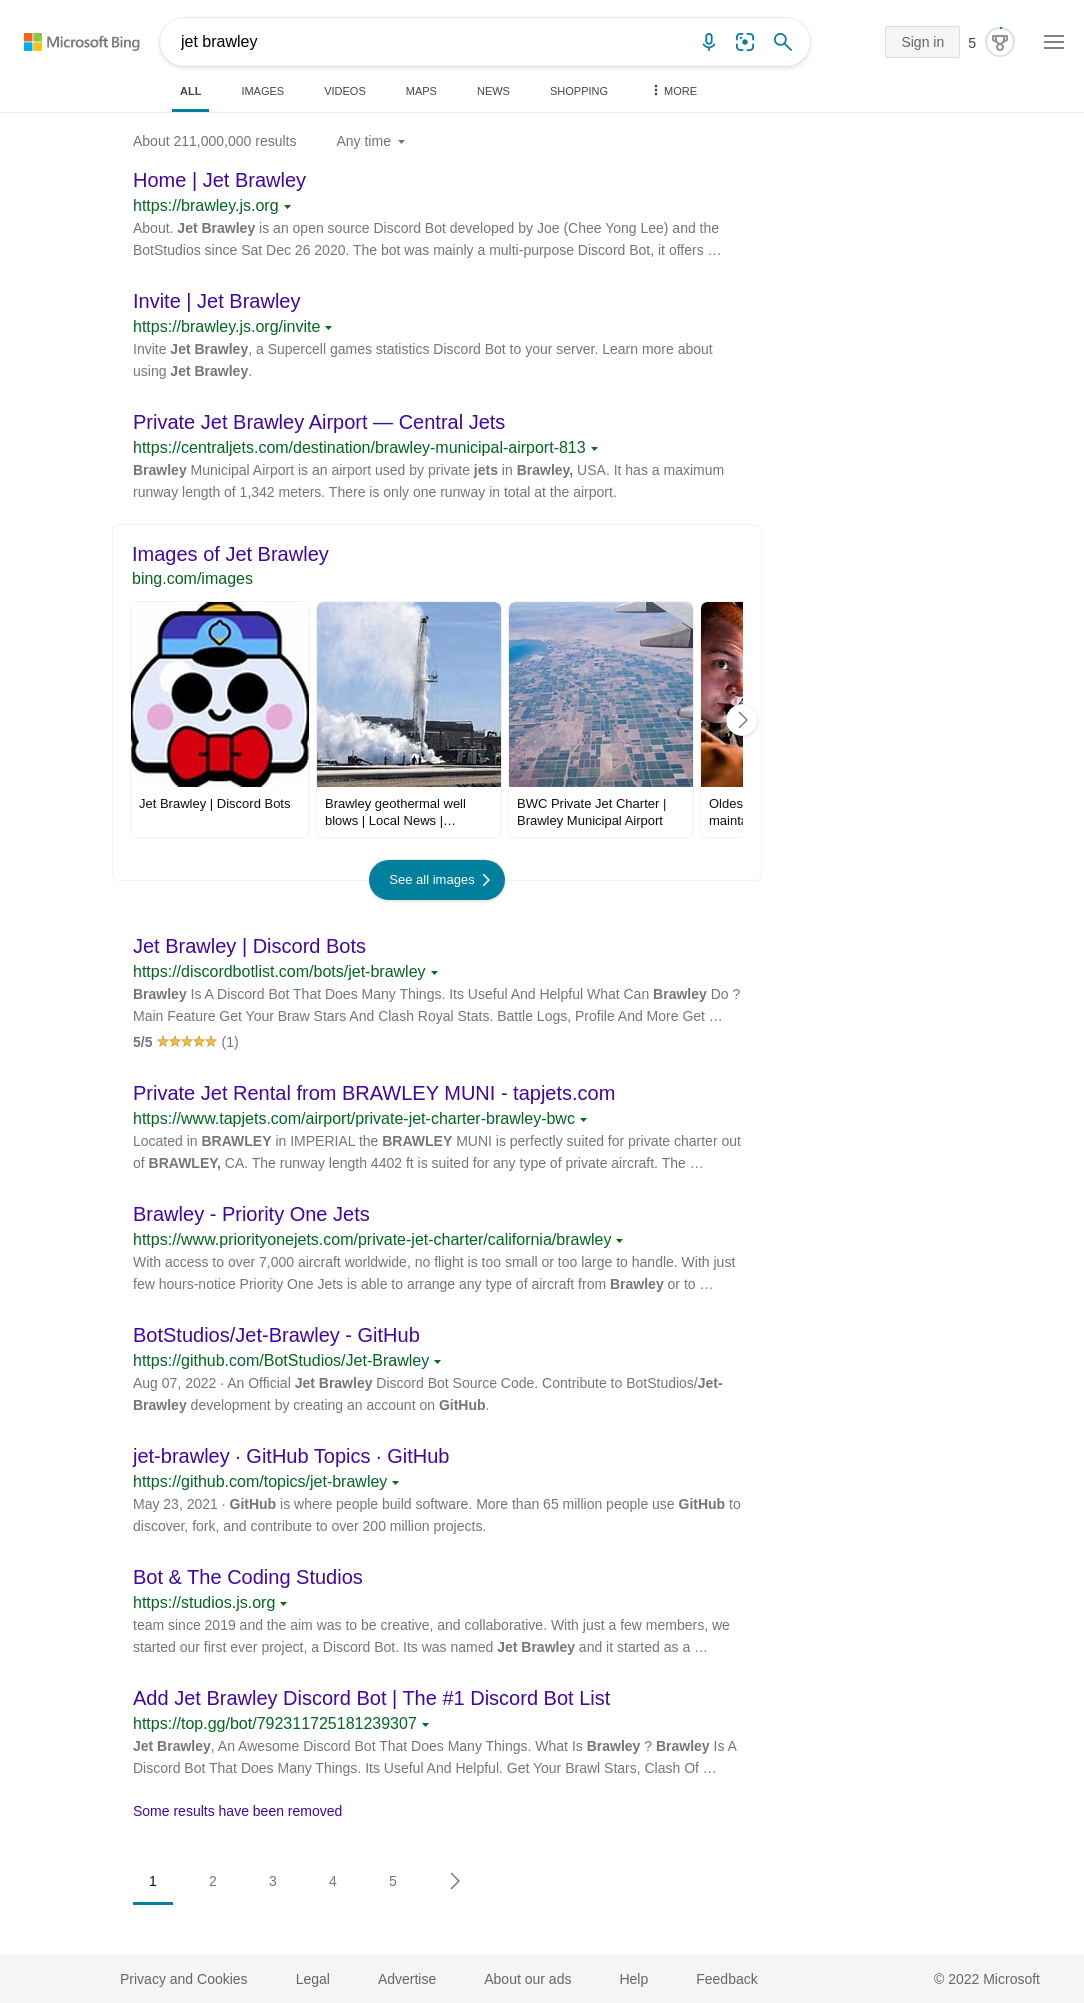 Microsoft Bing
jet brawley
Sign in
5
ALL
IMAGES
VIDEOS
MAPS
NEWS
SHOPPING
MORE
About 211,000,000 results
Any time
Home | Jet Brawley
https://brawley.js.org
About. Jet Brawley is an open source Discord Bot developed by Joe (Chee Yong Lee) and the
BotStudios since Sat Dec 26 2020. The bot was mainly a multi-purpose Discord Bot, it offers …
Invite | Jet Brawley
https://brawley.js.org/invite
Invite Jet Brawley, a Supercell games statistics Discord Bot to your server. Learn more about
using Jet Brawley.
Private Jet Brawley Airport — Central Jets
https://centraljets.com/destination/brawley-municipal-airport-813
Brawley Municipal Airport is an airport used by private jets in Brawley, USA. It has a maximum
runway length of 1,342 meters. There is only one runway in total at the airport.
Images of Jet Brawley
bing.com/images
Jet Brawley | Discord Bots
Brawley geothermal well
blows | Local News |…
BWC Private Jet Charter |
Brawley Municipal Airport
See all images
Jet Brawley | Discord Bots
https://discordbotlist.com/bots/jet-brawley
Brawley Is A Discord Bot That Does Many Things. Its Useful And Helpful What Can Brawley Do ?
Main Feature Get Your Braw Stars And Clash Royal Stats. Battle Logs, Profile And More Get …
5/5 (1)
Private Jet Rental from BRAWLEY MUNI - tapjets.com
https://www.tapjets.com/airport/private-jet-charter-brawley-bwc
Located in BRAWLEY in IMPERIAL the BRAWLEY MUNI is perfectly suited for private charter out
of BRAWLEY, CA. The runway length 4402 ft is suited for any type of private aircraft. The …
Brawley - Priority One Jets
https://www.priorityonejets.com/private-jet-charter/california/brawley
With access to over 7,000 aircraft worldwide, no flight is too small or too large to handle. With just
few hours-notice Priority One Jets is able to arrange any type of aircraft from Brawley or to …
BotStudios/Jet-Brawley - GitHub
https://github.com/BotStudios/Jet-Brawley
Aug 07, 2022 · An Official Jet Brawley Discord Bot Source Code. Contribute to BotStudios/Jet-
Brawley development by creating an account on GitHub.
jet-brawley · GitHub Topics · GitHub
https://github.com/topics/jet-brawley
May 23, 2021 · GitHub is where people build software. More than 65 million people use GitHub to
discover, fork, and contribute to over 200 million projects.
Bot & The Coding Studios
https://studios.js.org
team since 2019 and the aim was to be creative, and collaborative. With just a few members, we
started our first ever project, a Discord Bot. Its was named Jet Brawley and it started as a …
Add Jet Brawley Discord Bot | The #1 Discord Bot List
https://top.gg/bot/792311725181239307
Jet Brawley, An Awesome Discord Bot That Does Many Things. What Is Brawley ? Brawley Is A
Discord Bot That Does Many Things. Its Useful And Helpful. Get Your Brawl Stars, Clash Of …
Some results have been removed
1 2 3 4 5
Privacy and Cookies
Legal
Advertise
About our ads
Help
Feedback
© 2022 Microsoft